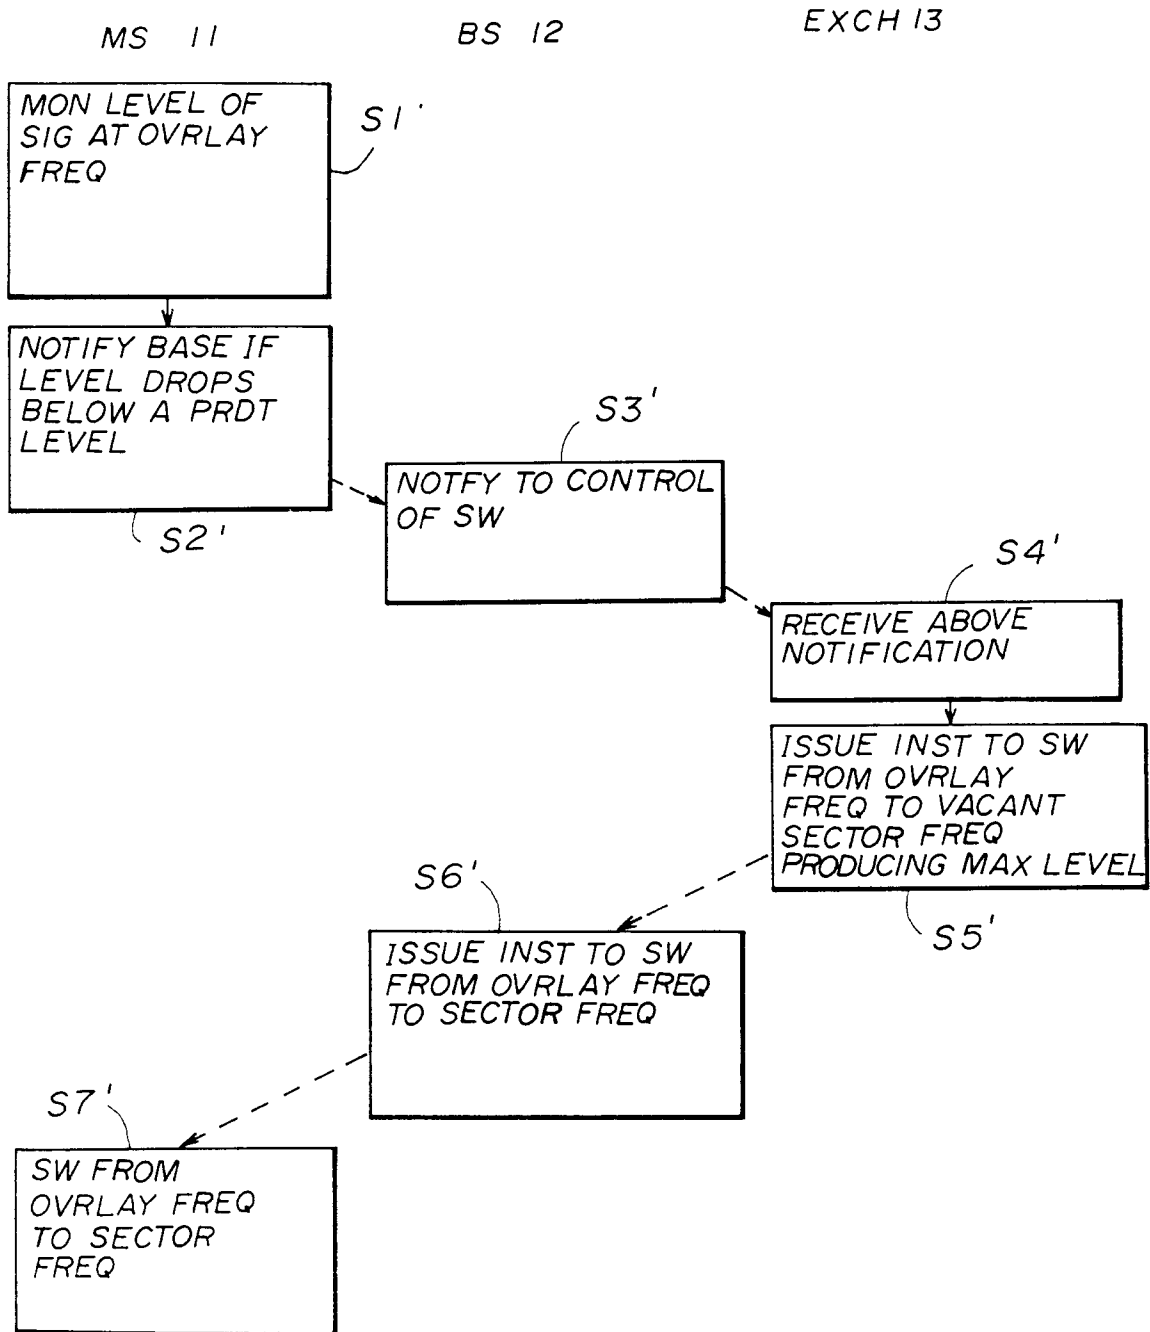 MS 11
BS 12
EXCH 13
MON LEVEL OF
SIG AT OVRLAY
FREQ
S1'
NOTIFY BASE IF
LEVEL DROPS
BELOW A PRDT
LEVEL
S2'
S3'
NOTFY TO CONTROL
OF SW
S4'
RECEIVE ABOVE
NOTIFICATION
ISSUE INST TO SW
FROM OVRLAY
FREQ TO VACANT
SECTOR FREQ
PRODUCING MAX LEVEL
S5'
S6'
ISSUE INST TO SW
FROM OVRLAY FREQ
TO SECTOR FREQ
S7'
SW FROM
OVRLAY FREQ
TO SECTOR
FREQ